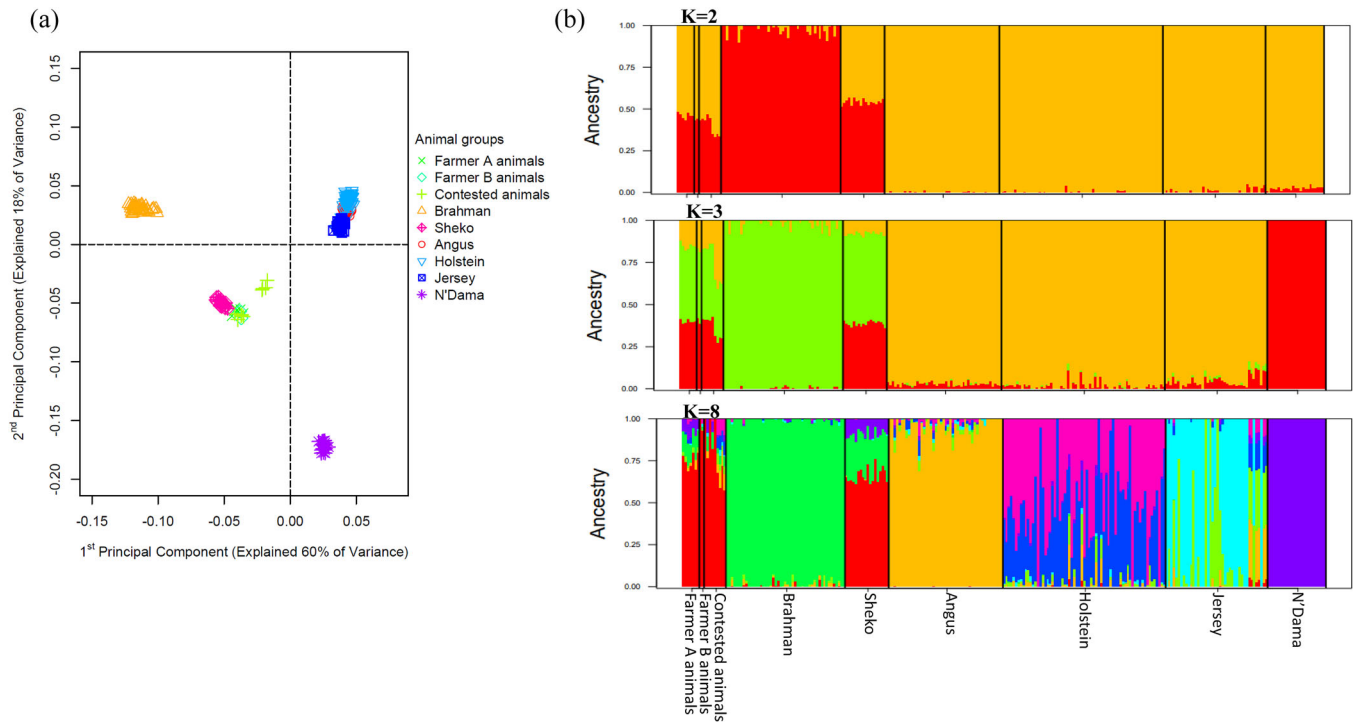 (a)
(b)
2nd Principal Component (Explained 18% of Variance)
0.15
0.10
0.05
0.00
-0.05
-0.10
-0.15
-0.20
-0.15
-0.10
-0.05
0.00
0.05
1st Principal Component (Explained 60% of Variance)
Animal groups
Farmer A animals
Farmer B animals
Contested animals
Brahman
Sheko
Angus
Holstein
Jersey
N'Dama
K=2
Ancestry
1.00
0.75
0.50
0.25
0.00
K=3
Ancestry
1.00
0.75
0.50
0.25
0.00
K=8
Ancestry
1.00
0.75
0.50
0.25
0.00
Farmer A animals
Farmer B animals
Contested animals
Brahman
Sheko
Angus
Holstein
Jersey
N'Dama